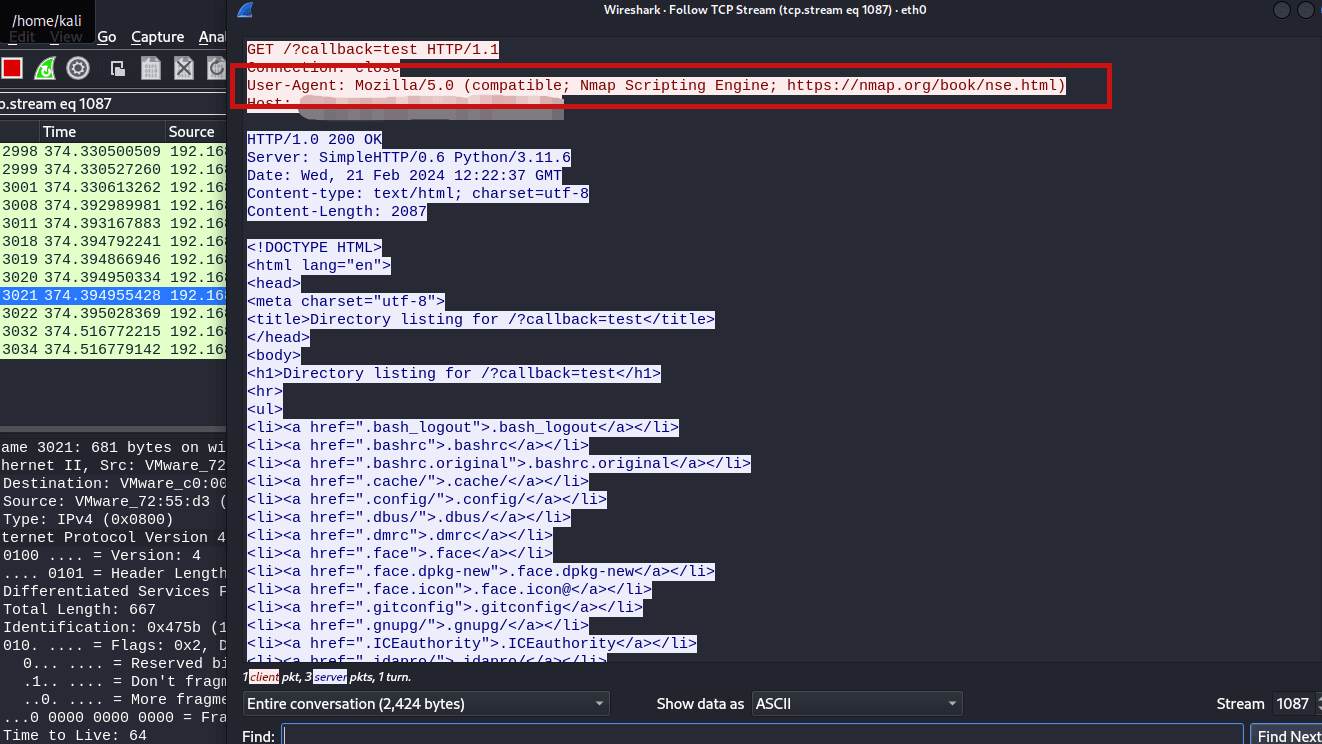 /home/kali
Wireshark · Follow TCP Stream (tcp.stream eq 1087) · eth0
Edit View Go Capture Ana
p.stream eq 1087
Time Source
2998 374.330500509 192.168
2999 374.330527260 192.168
3001 374.330613262 192.168
3008 374.392989981 192.168
3011 374.393167883 192.168
3018 374.394792241 192.168
3019 374.394866946 192.168
3020 374.394950334 192.168
3021 374.394955428 192.168
3022 374.395028369 192.168
3032 374.516772215 192.168
3034 374.516779142 192.168
ame 3021: 681 bytes on wi
hernet II, Src: VMware_72
Destination: VMware_c0:00
Source: VMware_72:55:d3 (
Type: IPv4 (0x0800)
ternet Protocol Version 4
0100 .... = Version: 4
.... 0101 = Header Length
Differentiated Services F
Total Length: 667
Identification: 0x475b (1
010. .... = Flags: 0x2, D
0... .... = Reserved bi
.1.. .... = Don't fragm
..0. .... = More fragme
...0 0000 0000 0000 = Fra
Time to Live: 64
GET /?callback=test HTTP/1.1
Connection: close
User-Agent: Mozilla/5.0 (compatible; Nmap Scripting Engine; https://nmap.org/book/nse.html)
Host:
HTTP/1.0 200 OK
Server: SimpleHTTP/0.6 Python/3.11.6
Date: Wed, 21 Feb 2024 12:22:37 GMT
Content-type: text/html; charset=utf-8
Content-Length: 2087
<!DOCTYPE HTML>
<html lang="en">
<head>
<meta charset="utf-8">
<title>Directory listing for /?callback=test</title>
</head>
<body>
<h1>Directory listing for /?callback=test</h1>
<hr>
<ul>
<li><a href=".bash_logout">.bash_logout</a></li>
<li><a href=".bashrc">.bashrc</a></li>
<li><a href=".bashrc.original">.bashrc.original</a></li>
<li><a href=".cache/">.cache/</a></li>
<li><a href=".config/">.config/</a></li>
<li><a href=".dbus/">.dbus/</a></li>
<li><a href=".dmrc">.dmrc</a></li>
<li><a href=".face">.face</a></li>
<li><a href=".face.dpkg-new">.face.dpkg-new</a></li>
<li><a href=".face.icon">.face.icon@</a></li>
<li><a href=".gitconfig">.gitconfig</a></li>
<li><a href=".gnupg/">.gnupg/</a></li>
<li><a href=".ICEauthority">.ICEauthority</a></li>
<li><a href=".idapro/">.idapro/</a></li>
1 client pkt, 3 server pkts, 1 turn.
Entire conversation (2,424 bytes) Show data as ASCII Stream 1087
Find: Find Next